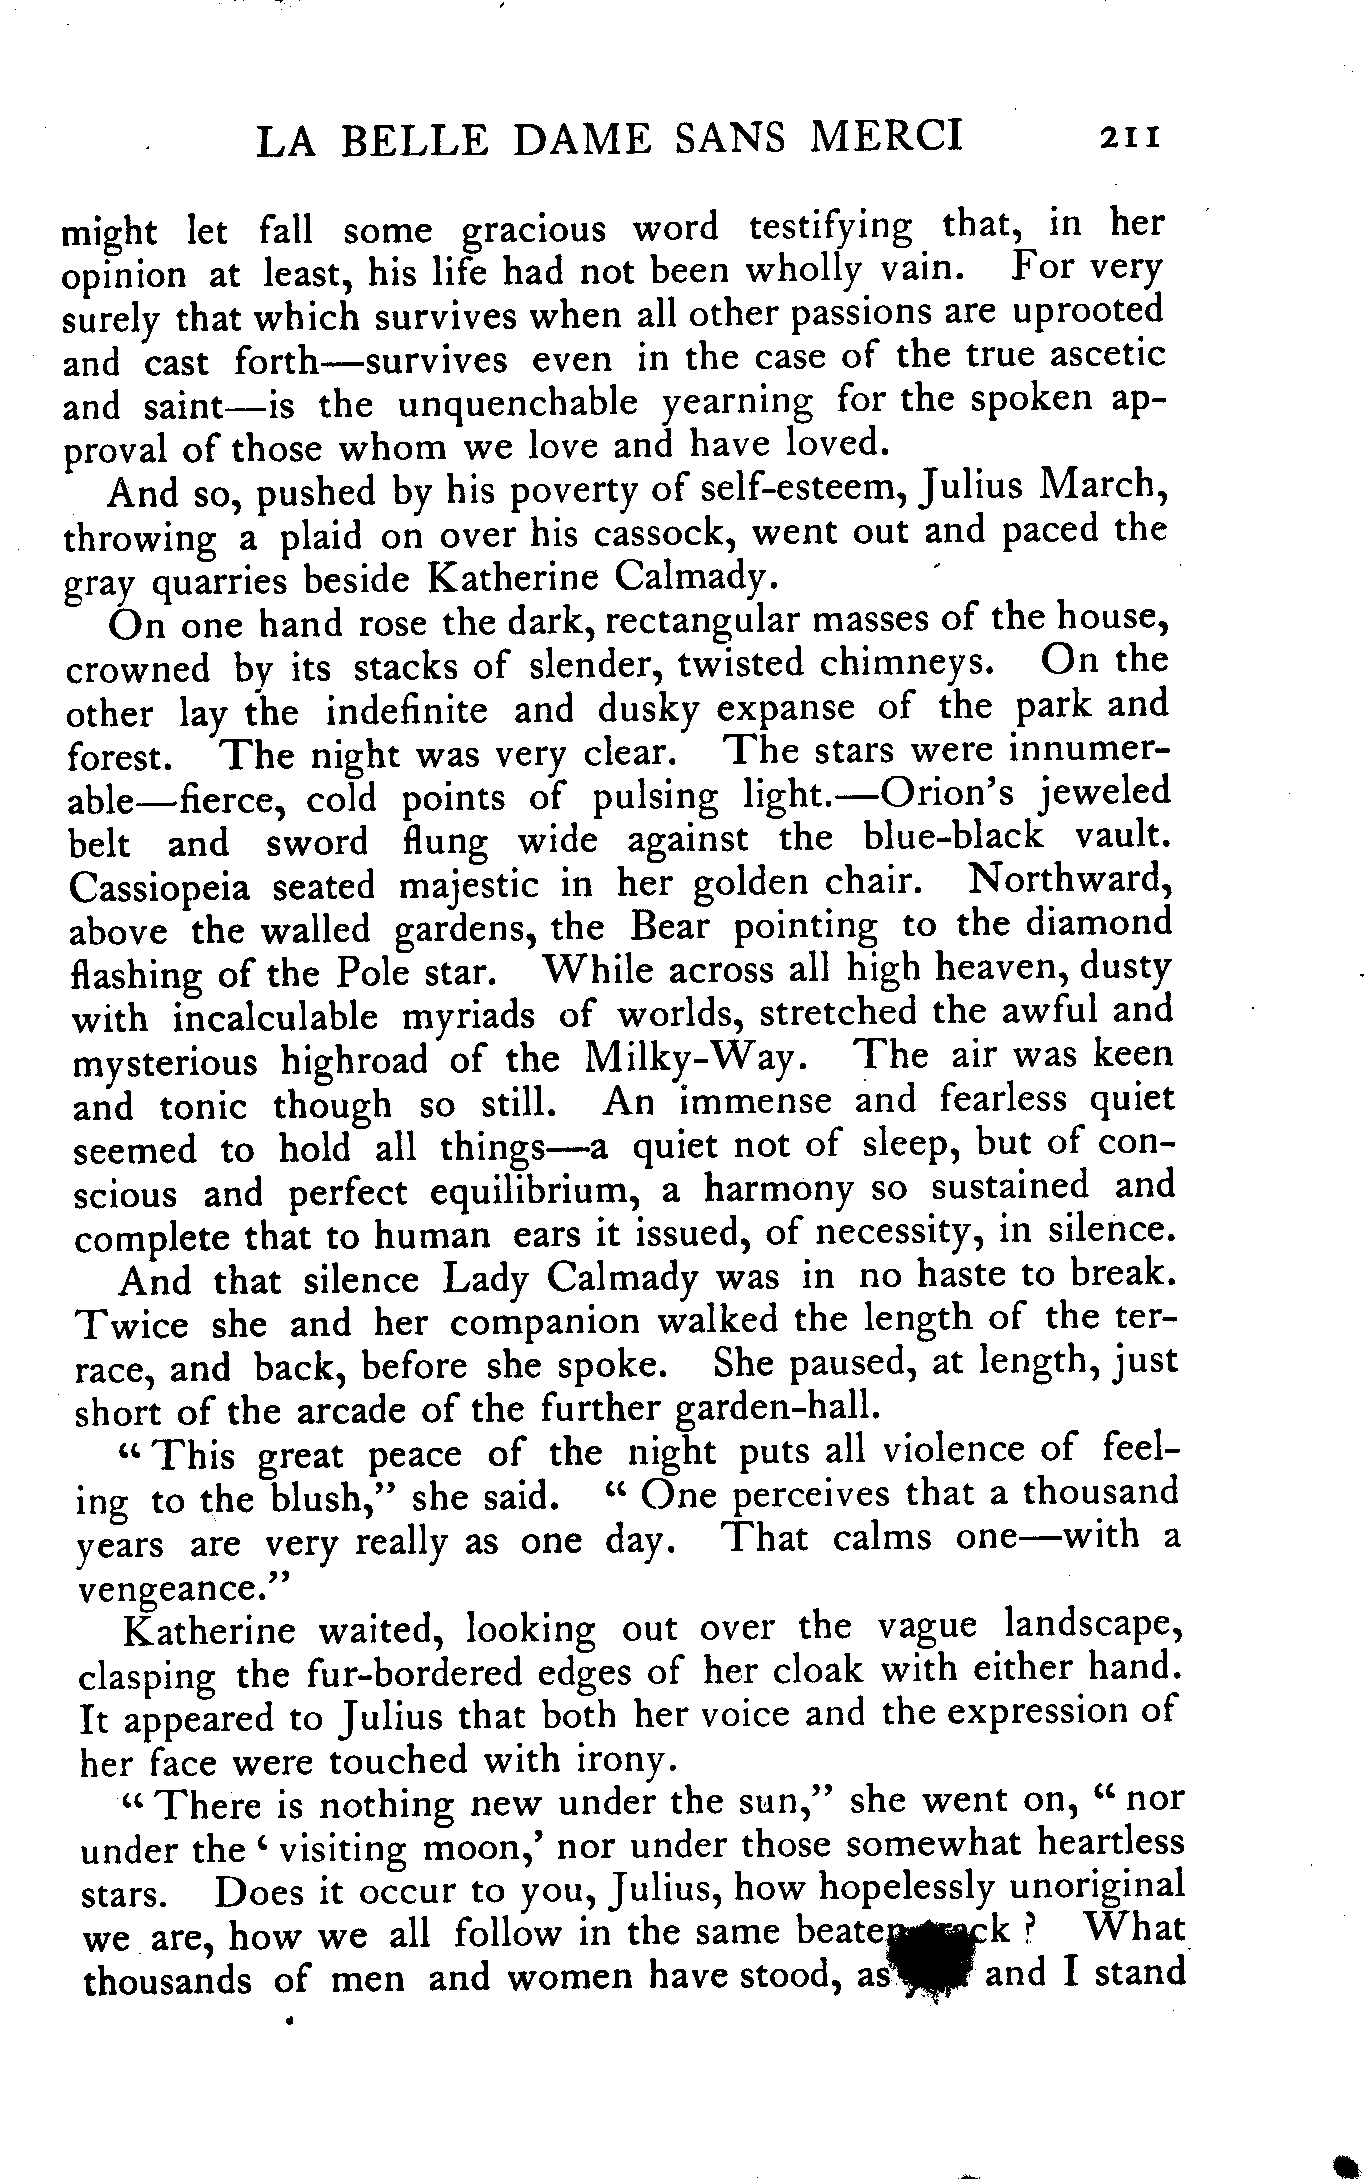 LA BELLE DAME SANS MERCI 211
might let fall some gracious word testifying that, in her
opinion at least, his life had not been wholly vain. For very
surely that which survives when all other passions are uprooted
and cast forth—survives even in the case of the true ascetic
and saint—is the unquenchable yearning for the spoken ap-
proval of those whom we love and have loved.
And so, pushed by his poverty of self-esteem, Julius March,
throwing a plaid on over his cassock, went out and paced the
gray quarries beside Katherine Calmady.
On one hand rose the dark, rectangular masses of the house,
crowned by its stacks of slender, twisted chimneys. On the
other lay the indefinite and dusky expanse of the park and
forest. The night was very clear. The stars were innumer-
able—fierce, cold points of pulsing light.—Orion's jeweled
belt and sword flung wide against the blue-black vault.
Cassiopeia seated majestic in her golden chair. Northward,
above the walled gardens, the Bear pointing to the diamond
flashing of the Pole star. While across all high heaven, dusty
with incalculable myriads of worlds, stretched the awful and
mysterious highroad of the Milky-Way. The air was keen
and tonic though so still. An immense and fearless quiet
seemed to hold all things—a quiet not of sleep, but of con-
scious and perfect equilibrium, a harmony so sustained and
complete that to human ears it issued, of necessity, in silence.
And that silence Lady Calmady was in no haste to break.
Twice she and her companion walked the length of the ter-
race, and back, before she spoke. She paused, at length, just
short of the arcade of the further garden-hall.
"This great peace of the night puts all violence of feel-
ing to the blush," she said. "One perceives that a thousand
years are very really as one day. That calms one—with a
vengeance."
Katherine waited, looking out over the vague landscape,
clasping the fur-bordered edges of her cloak with either hand.
It appeared to Julius that both her voice and the expression of
her face were touched with irony.
"There is nothing new under the sun," she went on, "nor
under the 'visiting moon,' nor under those somewhat heartless
stars. Does it occur to you, Julius, how hopelessly unoriginal
we are, how we all follow in the same beaten track? What
thousands of men and women have stood, as and I stand